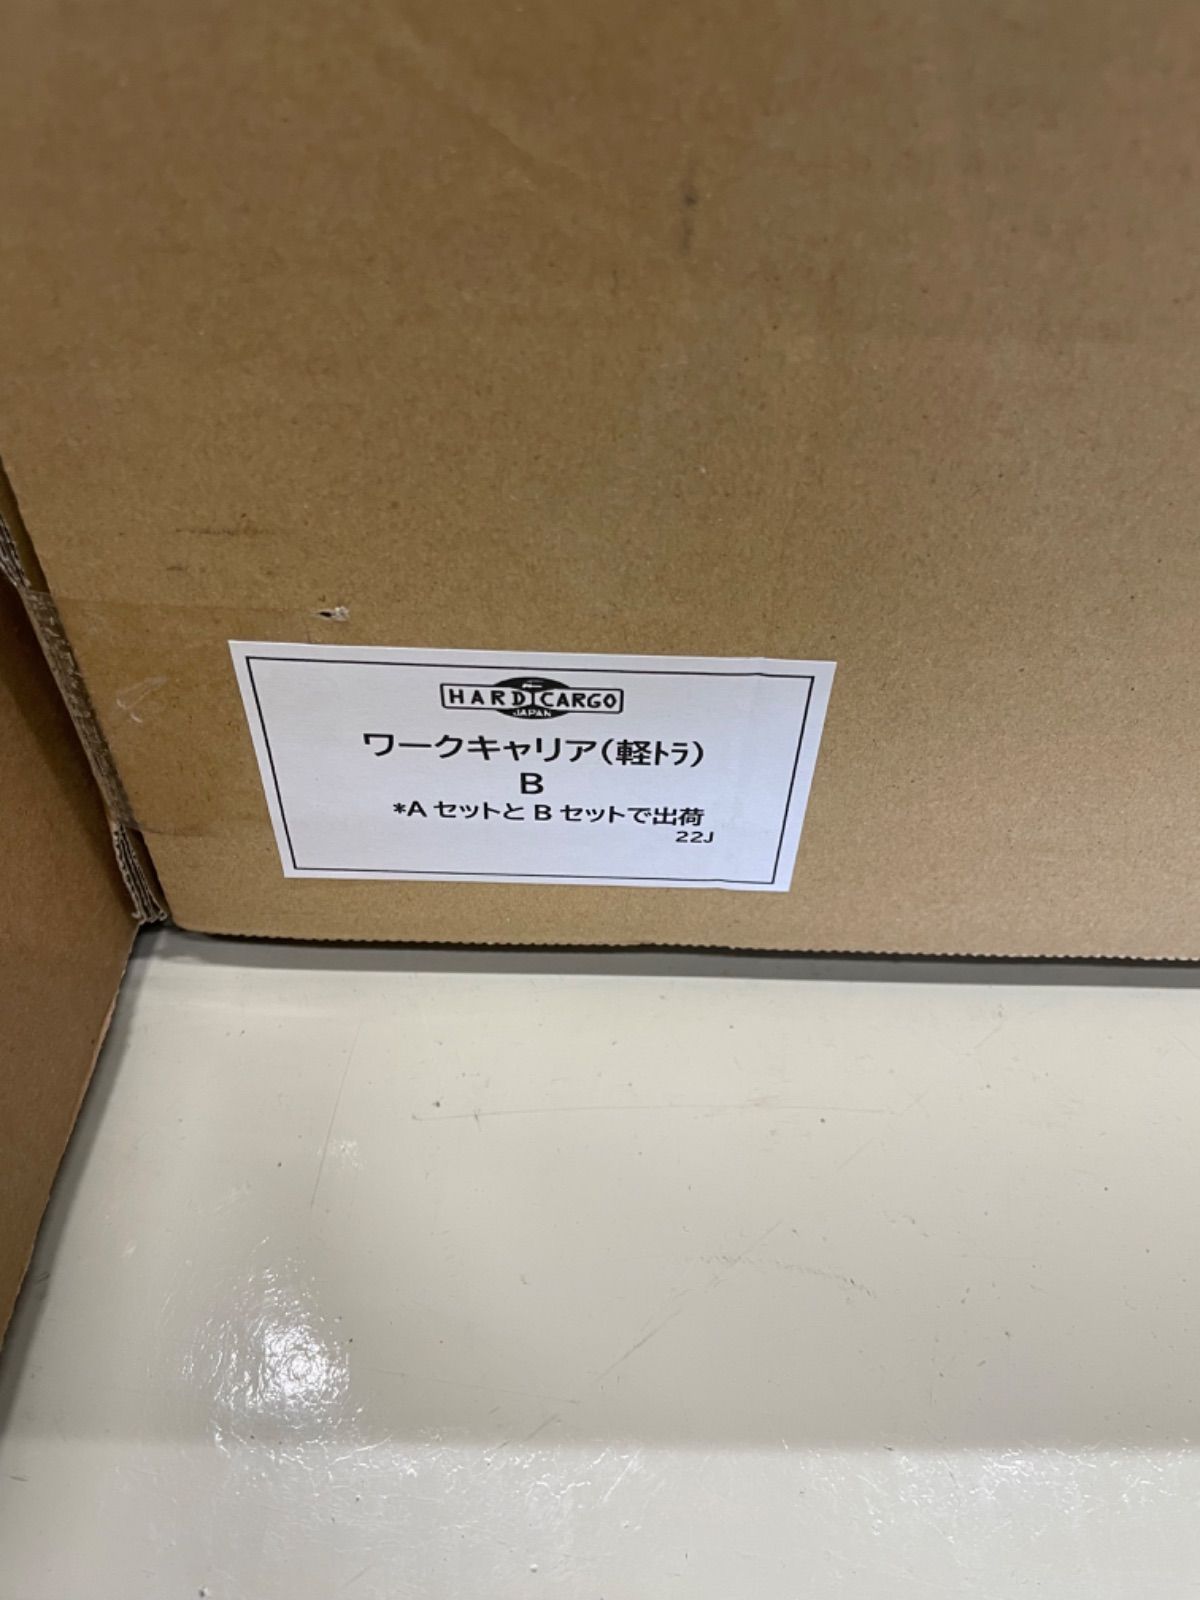 HARD CARGO
JAPAN
ワークキャリア(軽トラ)
B
*A セットと B セットで出荷
22J